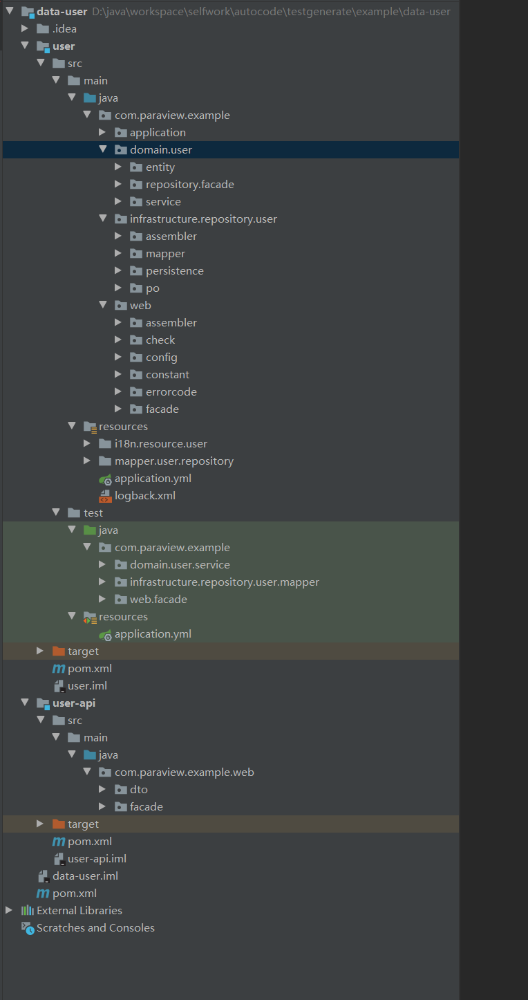 data-user D:\java\workspace\selfwork\autocode\testgenerate\example\data-user
.idea
user
src
main
java
com.paraview.example
application
domain.user
entity
repository.facade
service
infrastructure.repository.user
assembler
mapper
persistence
po
web
assembler
check
config
constant
errorcode
facade
resources
i18n.resource.user
mapper.user.repository
application.yml
logback.xml
test
java
com.paraview.example
domain.user.service
infrastructure.repository.user.mapper
web.facade
resources
application.yml
target
pom.xml
user.iml
user-api
src
main
java
com.paraview.example.web
dto
facade
target
pom.xml
user-api.iml
data-user.iml
pom.xml
External Libraries
Scratches and Consoles